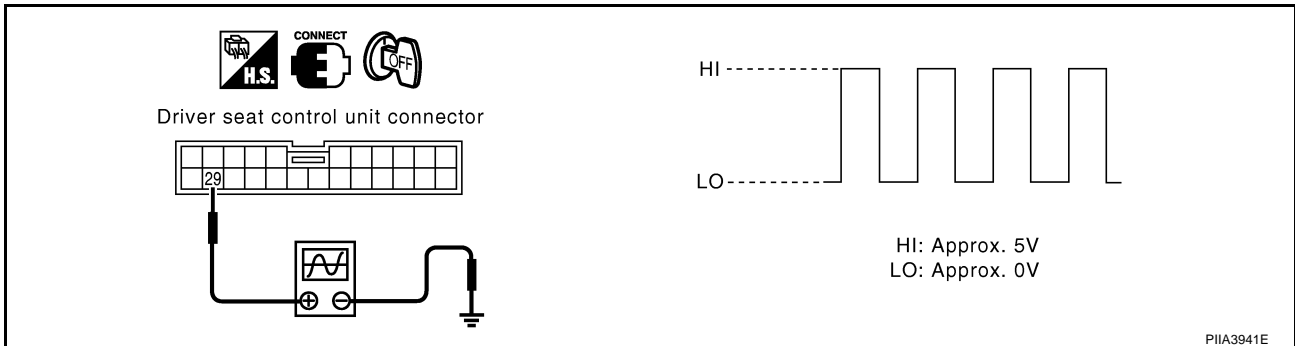 CONNECT
H.S.
OFF
Driver seat control unit connector
29
HI
LO
HI: Approx. 5V
LO: Approx. 0V
PIIA3941E